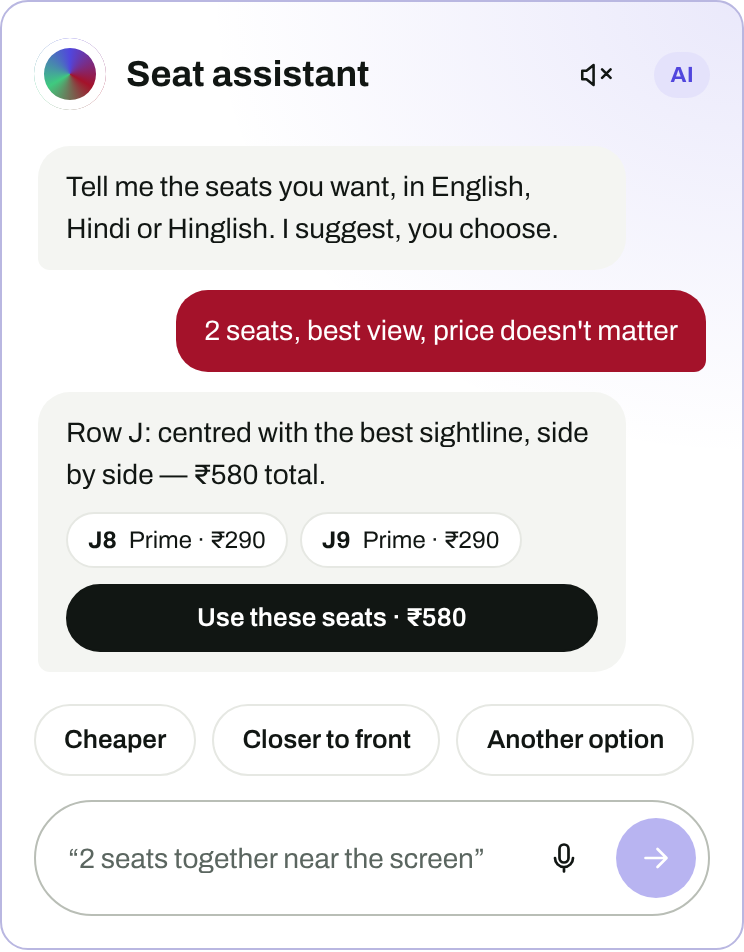 Seat assistant
AI
Tell me the seats you want, in English,
Hindi or Hinglish. I suggest, you choose.
2 seats, best view, price doesn't matter
Row J: centred with the best sightline, side
by side — ₹580 total.
J8 Prime · ₹290
J9 Prime · ₹290
Use these seats · ₹580
Cheaper
Closer to front
Another option
“2 seats together near the screen”